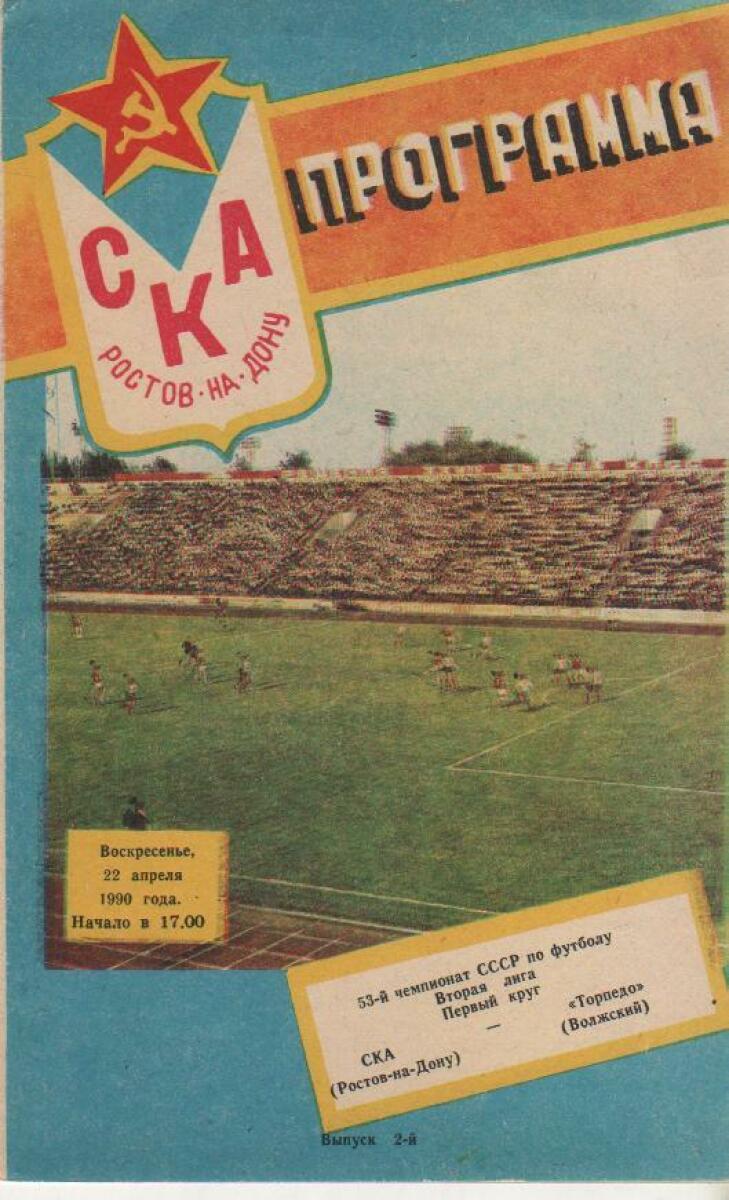 ПРОГРАММА
СКА
РОСТОВ·НА·ДОНУ
Воскресенье,
22 апреля
1990 года.
Начало в 17.00
53-й чемпионат СССР по футболу
Вторая лига
Первый круг
СКА — «Торпедо»
(Ростов-на-Дону) (Волжский)
Выпуск 2-й